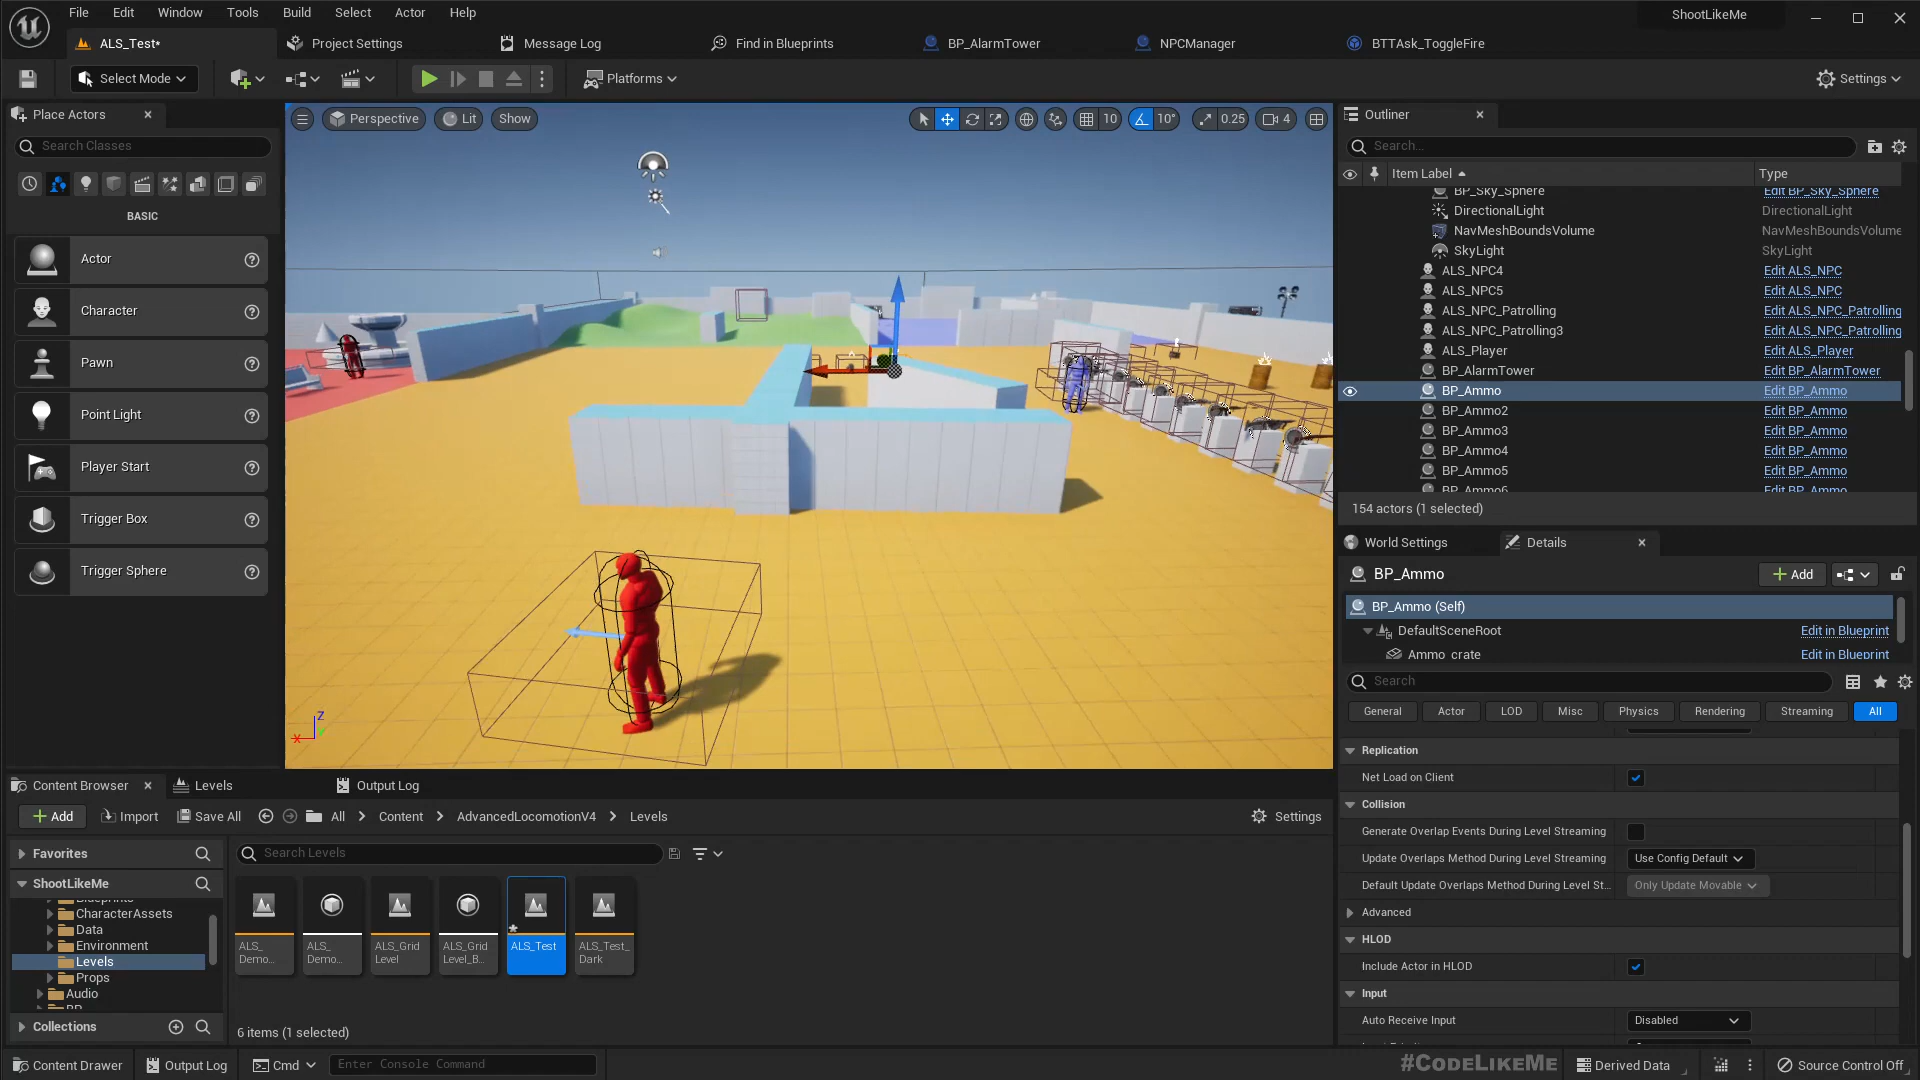 File Edit Window Tools Build Select Actor Help ShootLikeMe
ALS_Test* Project Settings Message Log Find in Blueprints BP_AlarmTower NPCManager BTTAsk_ToggleFire
Select Mode Platforms Settings
Place Actors
Search Classes
BASIC
Actor
Character
Pawn
Point Light
Player Start
Trigger Box
Trigger Sphere
Perspective Lit Show 10 10° 0.25 4
Z
X
Outliner
Search...
Item Label Type
BP_Sky_Sphere Edit BP_Sky_Sphere
DirectionalLight DirectionalLight
NavMeshBoundsVolume NavMeshBoundsVolume
SkyLight SkyLight
ALS_NPC4 Edit ALS_NPC
ALS_NPC5 Edit ALS_NPC
ALS_NPC_Patrolling Edit ALS_NPC_Patrolling
ALS_NPC_Patrolling3 Edit ALS_NPC_Patrolling
ALS_Player Edit ALS_Player
BP_AlarmTower Edit BP_AlarmTower
BP_Ammo Edit BP_Ammo
BP_Ammo2 Edit BP_Ammo
BP_Ammo3 Edit BP_Ammo
BP_Ammo4 Edit BP_Ammo
BP_Ammo5 Edit BP_Ammo
BP_Ammo6 Edit BP_Ammo
154 actors (1 selected)
World Settings Details
BP_Ammo Add
BP_Ammo (Self)
DefaultSceneRoot Edit in Blueprint
Ammo_crate Edit in Blueprint
Search
General Actor LOD Misc Physics Rendering Streaming All
Replication
Net Load on Client
Collision
Generate Overlap Events During Level Streaming
Update Overlaps Method During Level Streaming Use Config Default
Default Update Overlaps Method During Level St... Only Update Movable
Advanced
HLOD
Include Actor in HLOD
Input
Auto Receive Input Disabled
Content Browser Levels Output Log
Add Import Save All All Content AdvancedLocomotionV4 Levels Settings
Favorites
ShootLikeMe
Blueprints
CharacterAssets
Data
Environment
Levels
Props
Audio
BP
Collections
Search Levels
ALS_ Demo...
ALS_ Demo...
ALS_Grid Level
ALS_Grid Level_B...
ALS_Test
ALS_Test_ Dark
6 items (1 selected)
Content Drawer Output Log Cmd Enter Console Command #CodeLikeMe Derived Data Source Control Off